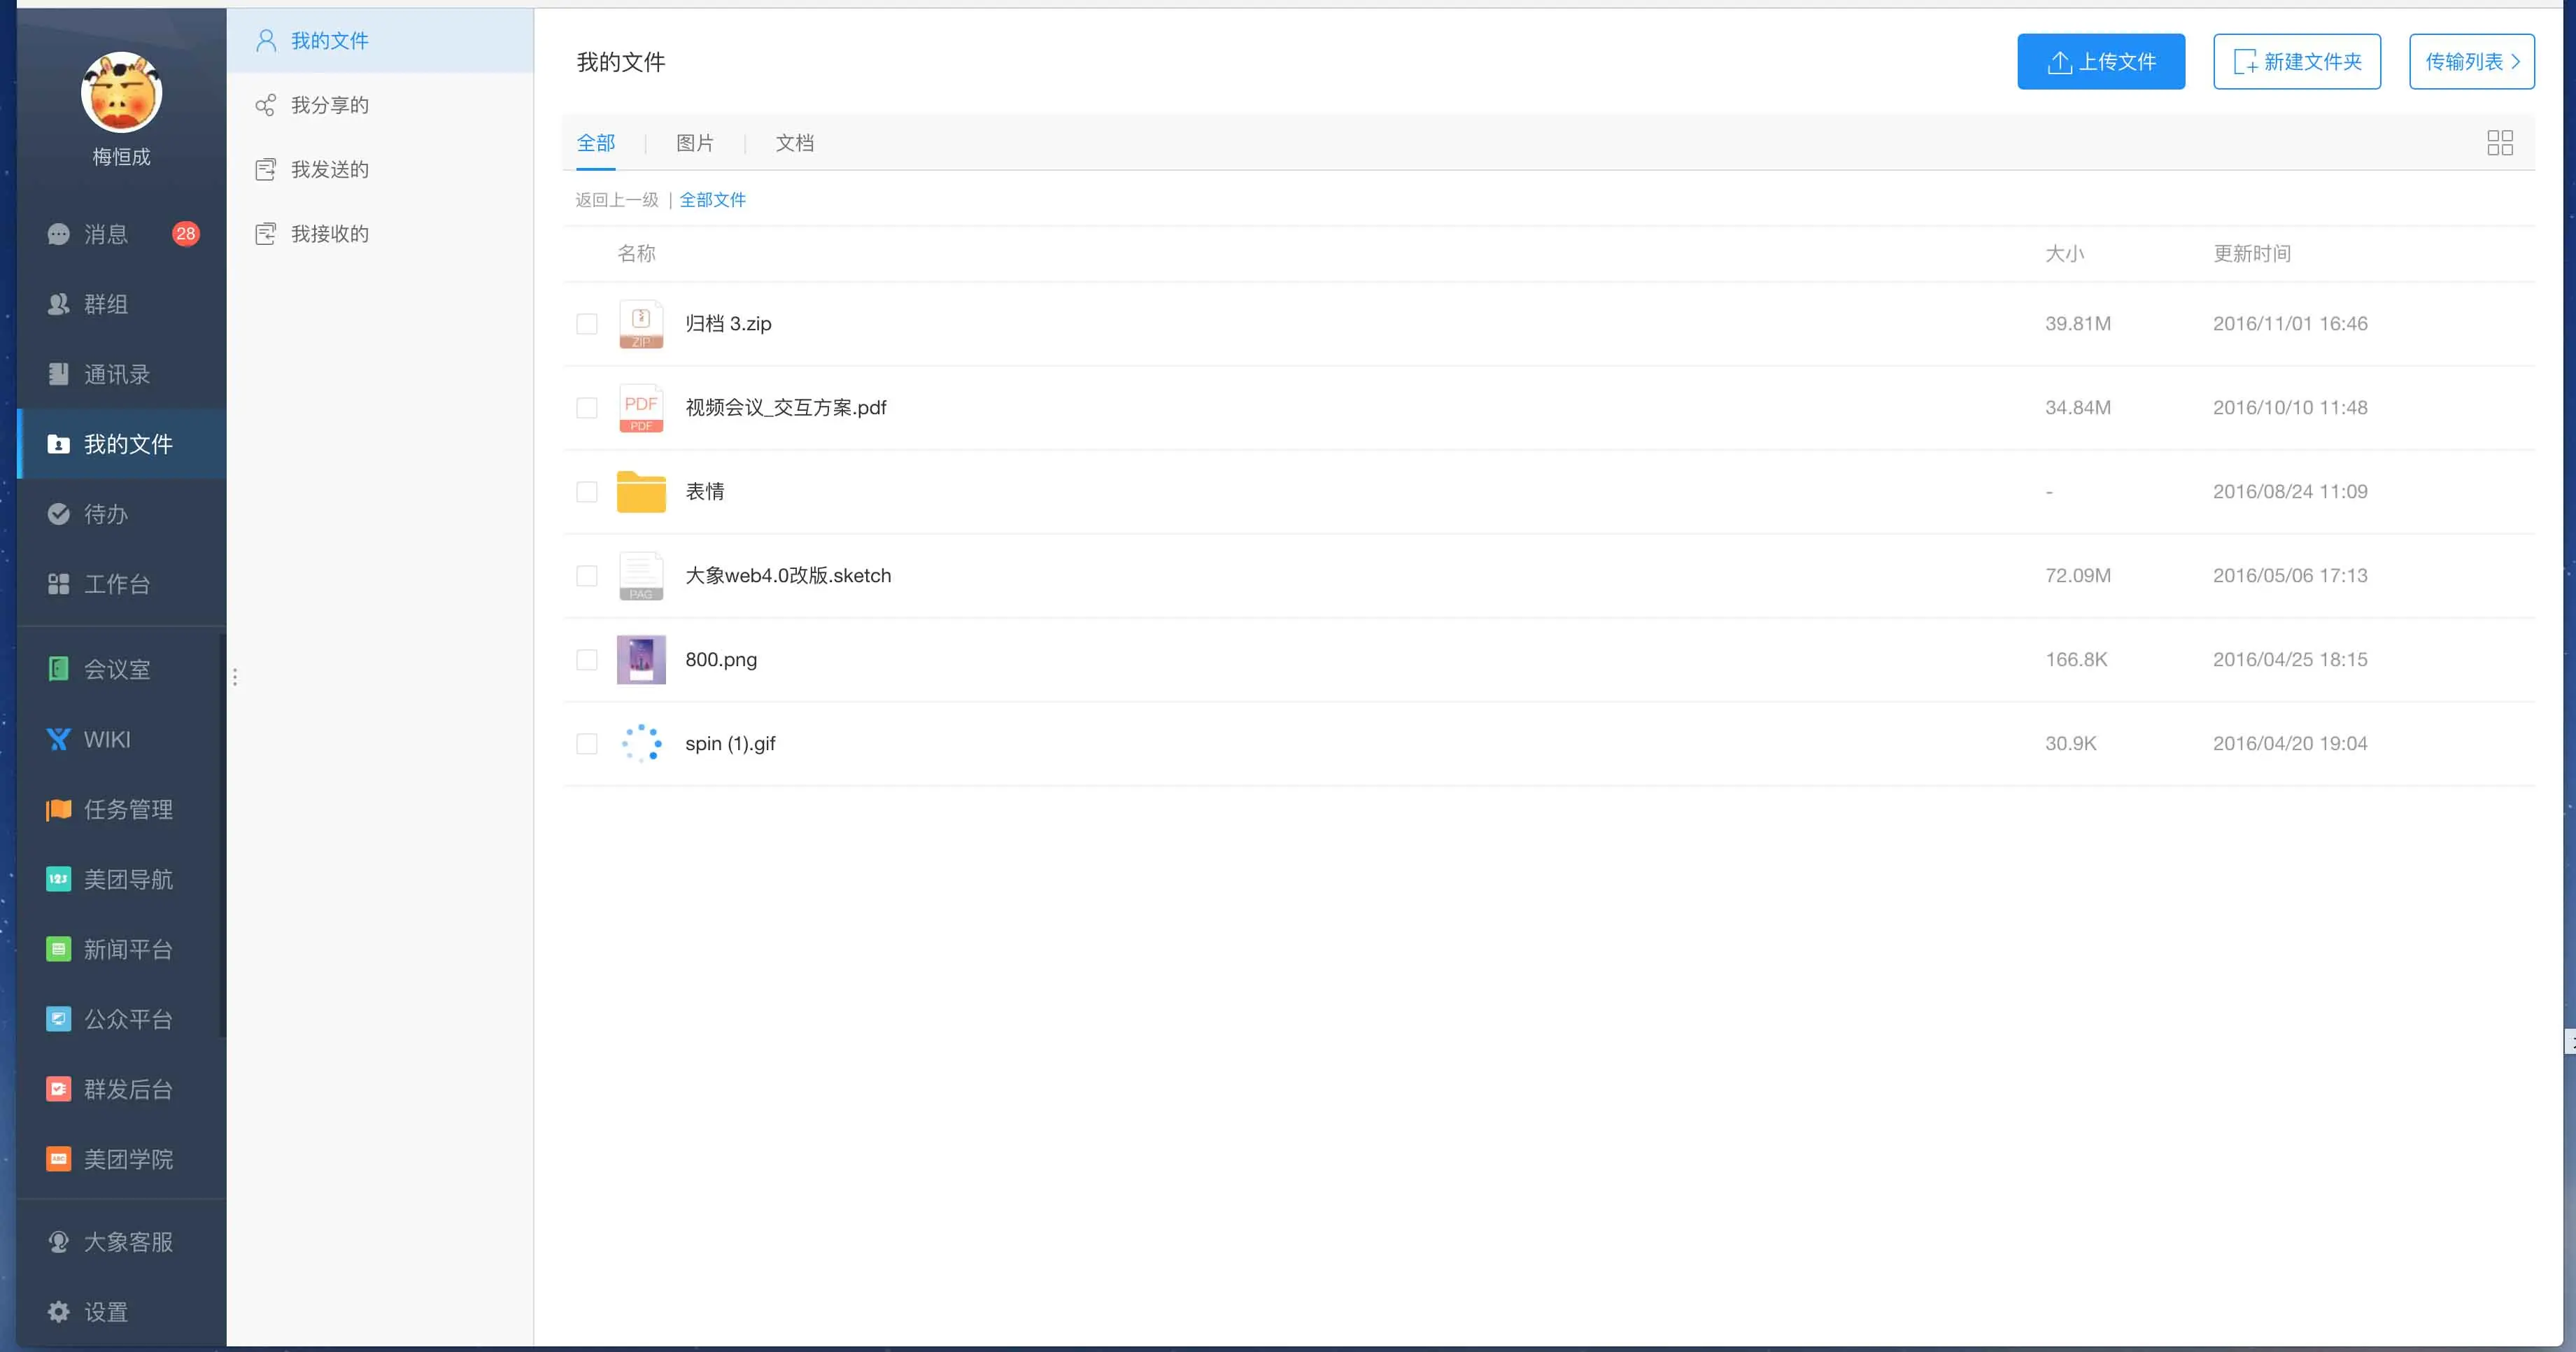 梅恒成
消息 28
群组
通讯录
我的文件
待办
工作台
会议室
WIKI
任务管理
美团导航
新闻平台
公众平台
群发后台
美团学院
大象客服
设置
我的文件
我分享的
我发送的
我接收的
我的文件
上传文件
新建文件夹
传输列表
全部 | 图片 | 文档
返回上一级 | 全部文件
名称 大小 更新时间
ZIP 归档 3.zip 39.81M 2016/11/01 16:46
PDF PDF 视频会议_交互方案.pdf 34.84M 2016/10/10 11:48
表情 - 2016/08/24 11:09
PAG 大象web4.0改版.sketch 72.09M 2016/05/06 17:13
800.png 166.8K 2016/04/25 18:15
spin (1).gif 30.9K 2016/04/20 19:04